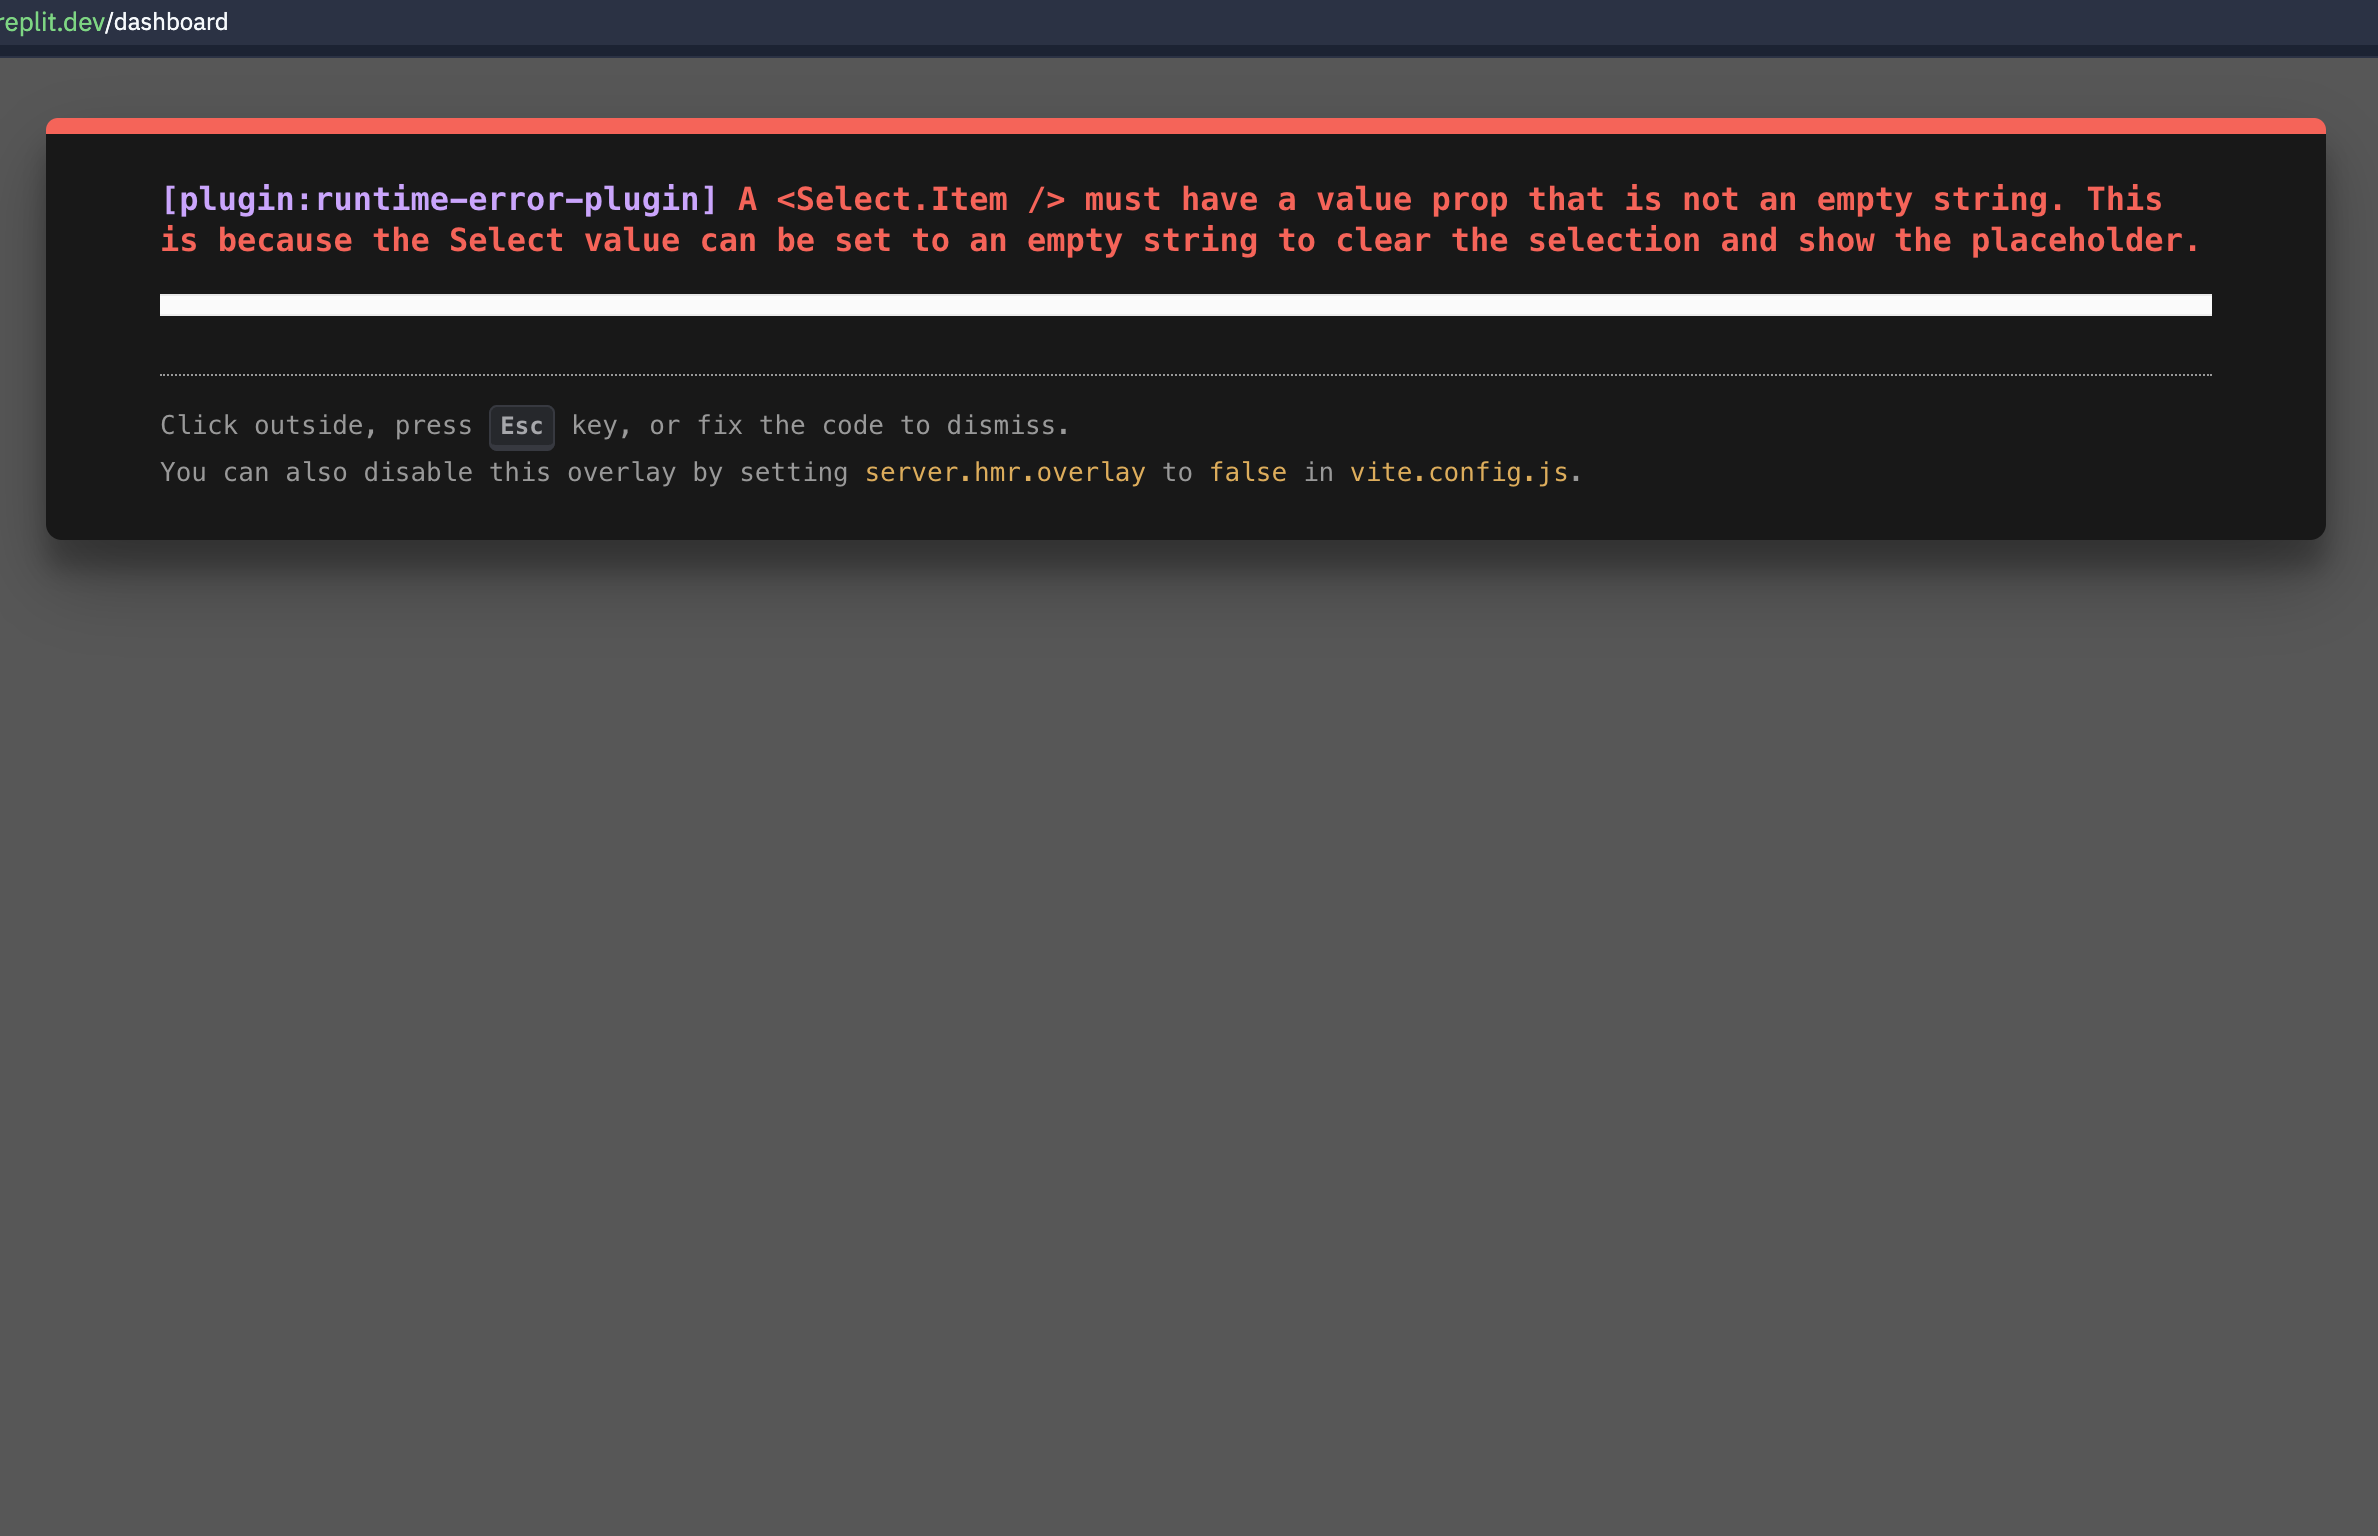 replit.dev/dashboard
[plugin:runtime-error-plugin] A <Select.Item /> must have a value prop that is not an empty string. This
is because the Select value can be set to an empty string to clear the selection and show the placeholder.
Click outside, press Esc key, or fix the code to dismiss.
You can also disable this overlay by setting server.hmr.overlay to false in vite.config.js.